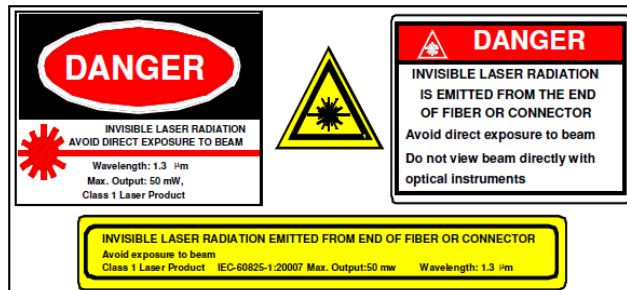 DANGER
INVISIBLE LASER RADIATION
AVOID DIRECT EXPOSURE TO BEAM
Wavelength: 1.3 μm
Max. Output: 50 mW,
Class 1 Laser Product
DANGER
INVISIBLE LASER RADIATION
IS EMITTED FROM THE END
OF FIBER OR CONNECTOR
Avoid direct exposure to beam
Do not view beam directly with
optical instruments
INVISIBLE LASER RADIATION EMITTED FROM END OF FIBER OR CONNECTOR
Avoid exposure to beam
Class 1 Laser Product IEC-60825-1:20007 Max. Output:50 mw Wavelength: 1.3 μm